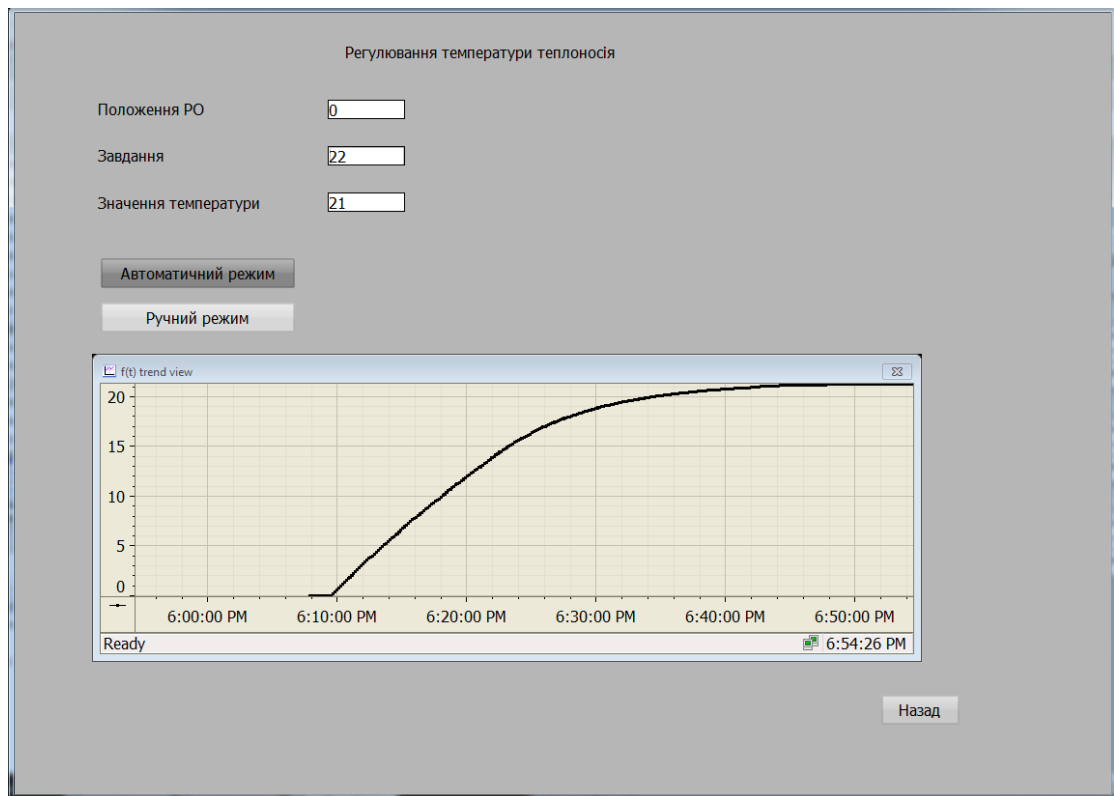 Регулювання температури теплоносія
Положення РО 0
Завдання 22
Значення температури 21
Автоматичний режим
Ручний режим
f(t) trend view
20
15
10
5
0
6:00:00 PM 6:10:00 PM 6:20:00 PM 6:30:00 PM 6:40:00 PM 6:50:00 PM
Ready 6:54:26 PM
Назад